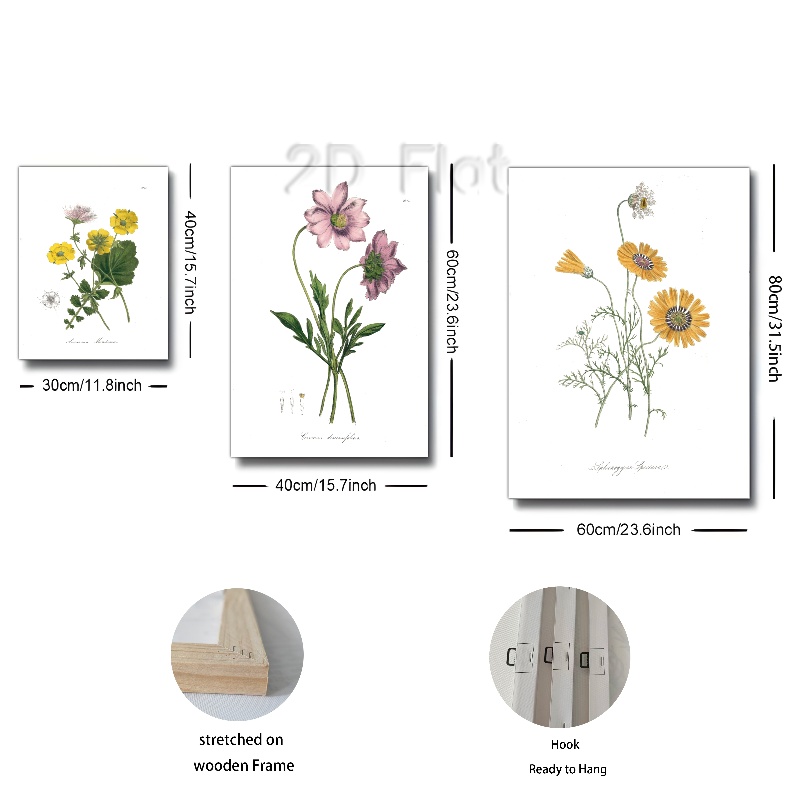 2D Flat
40cm/15.7inch
30cm/11.8inch
60cm/23.6inch
40cm/15.7inch
80cm/31.5inch
60cm/23.6inch
stretched on
wooden Frame
Hook
Ready to Hang